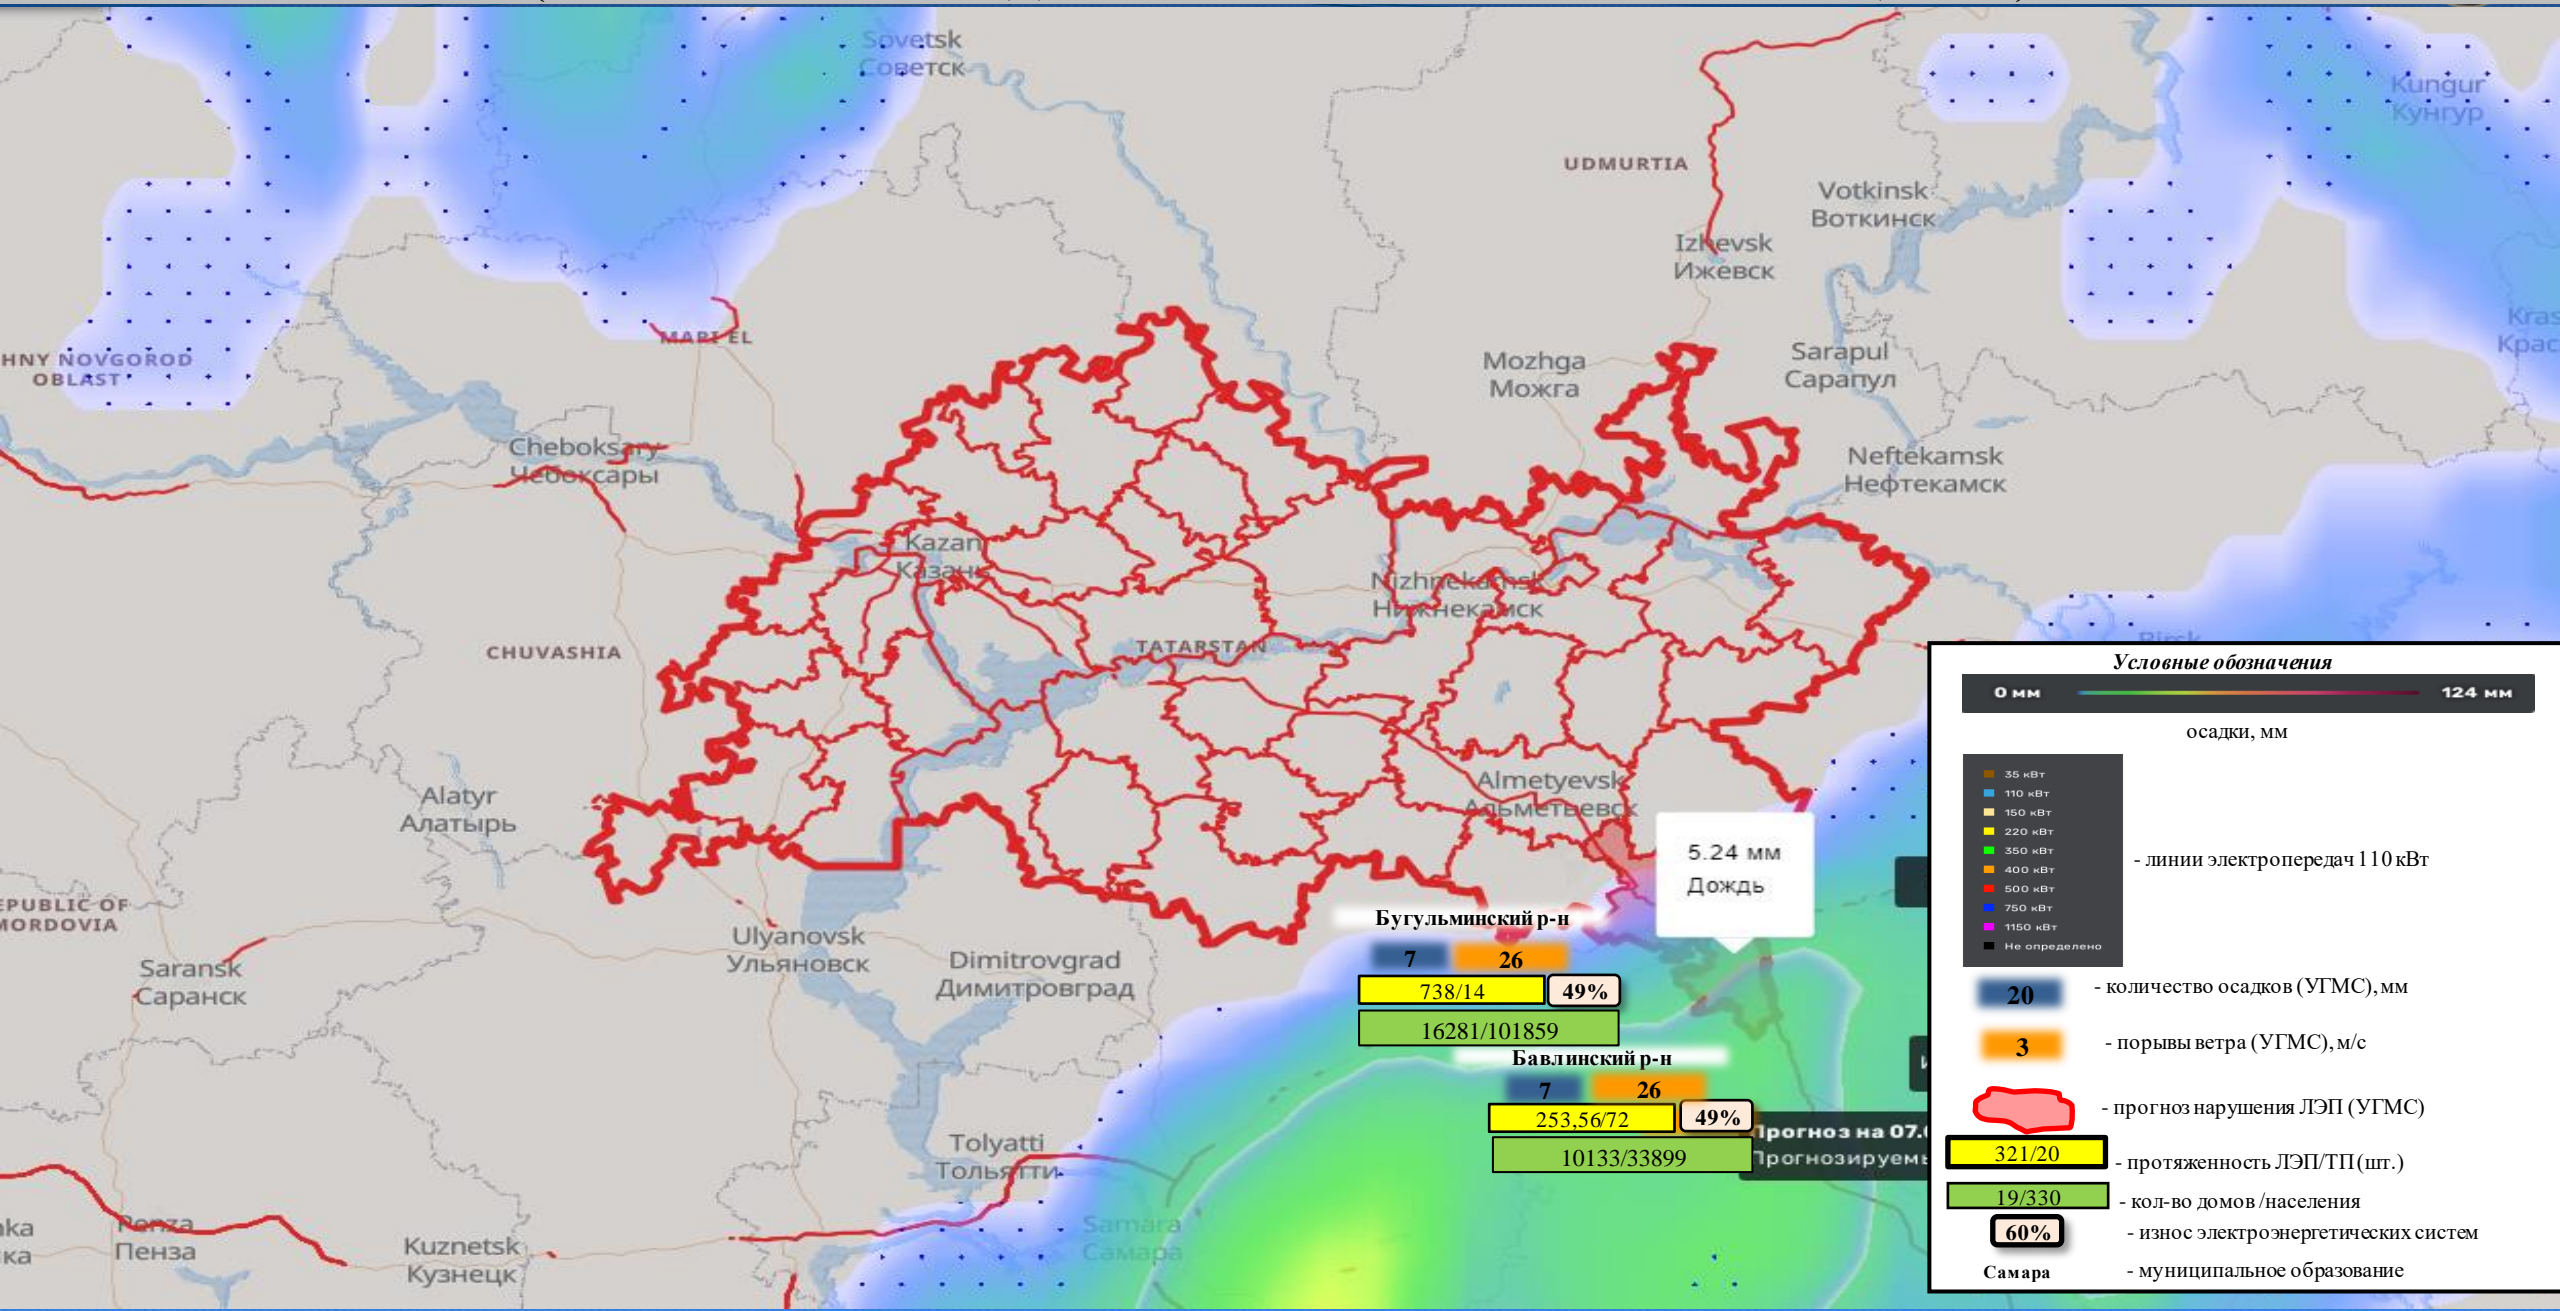 Sovetsk
Советск
Kungur
Кунгур
UDMURTIA
Votkinsk
Воткинск
Izhevsk
Ижевск
MARI EL
HNY NOVGOROD
OBLAST
Mozhga
Можга
Sarapul
Сарапул
Kras
Крас
Cheboksary
Чебоксары
Neftekamsk
Нефтекамск
Kazan
Казань
Nizhnekamsk
Нижнекамск
CHUVASHIA
TATARSTAN
Birsk
Almetyevsk
Альметьевск
Alatyr
Алатырь
5.24 мм
Дождь
EPUBLIC OF
MORDOVIA
Saransk
Саранск
Ulyanovsk
Ульяновск
Dimitrovgrad
Димитровград
Бугульминский р-н
7 26
738/14 49%
16281/101859
Бавлинский р-н
7 26
253,56/72 49%
10133/33899
Прогноз на 07.
Прогнозируемы
Tolyatti
Тольятти
Samara
Самара
Penza
Пенза
Kuznetsk
Кузнецк
ка
Условные обозначения
0 мм 124 мм
осадки, мм
35 кВт
110 кВт
150 кВт
220 кВт
350 кВт
400 кВт
500 кВт
750 кВт
1150 кВт
Не определено
- линии электропередач 110 кВт
20 - количество осадков (УГМС), мм
3 - порывы ветра (УГМС), м/с
- прогноз нарушения ЛЭП (УГМС)
321/20 - протяженность ЛЭП/ТП (шт.)
19/330 - кол-во домов /населения
60% - износ электроэнергетических систем
Самара - муниципальное образование